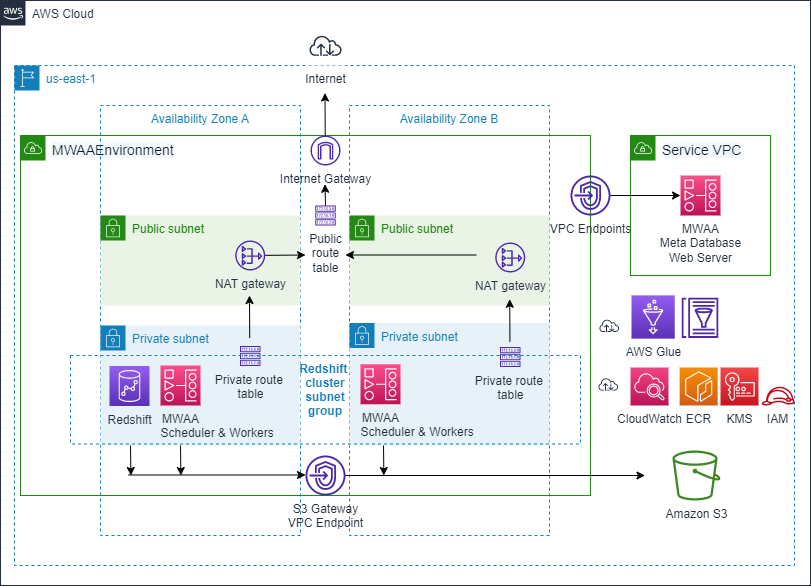 aws
AWS Cloud
Internet
us-east-1
Availability Zone A
Availability Zone B
MWAAEnvironment
Service VPC
Internet Gateway
Public subnet
Public subnet
Public
route
table
VPC Endpoints
MWAA
Meta Database
Web Server
NAT gateway
NAT gateway
Private subnet
Private subnet
AWS Glue
Private route
table
Private route
table
Redshift
cluster
subnet
group
Redshift
MWAA
Scheduler & Workers
MWAA
Scheduler & Workers
CloudWatch
ECR
KMS
IAM
S3 Gateway
VPC Endpoint
Amazon S3